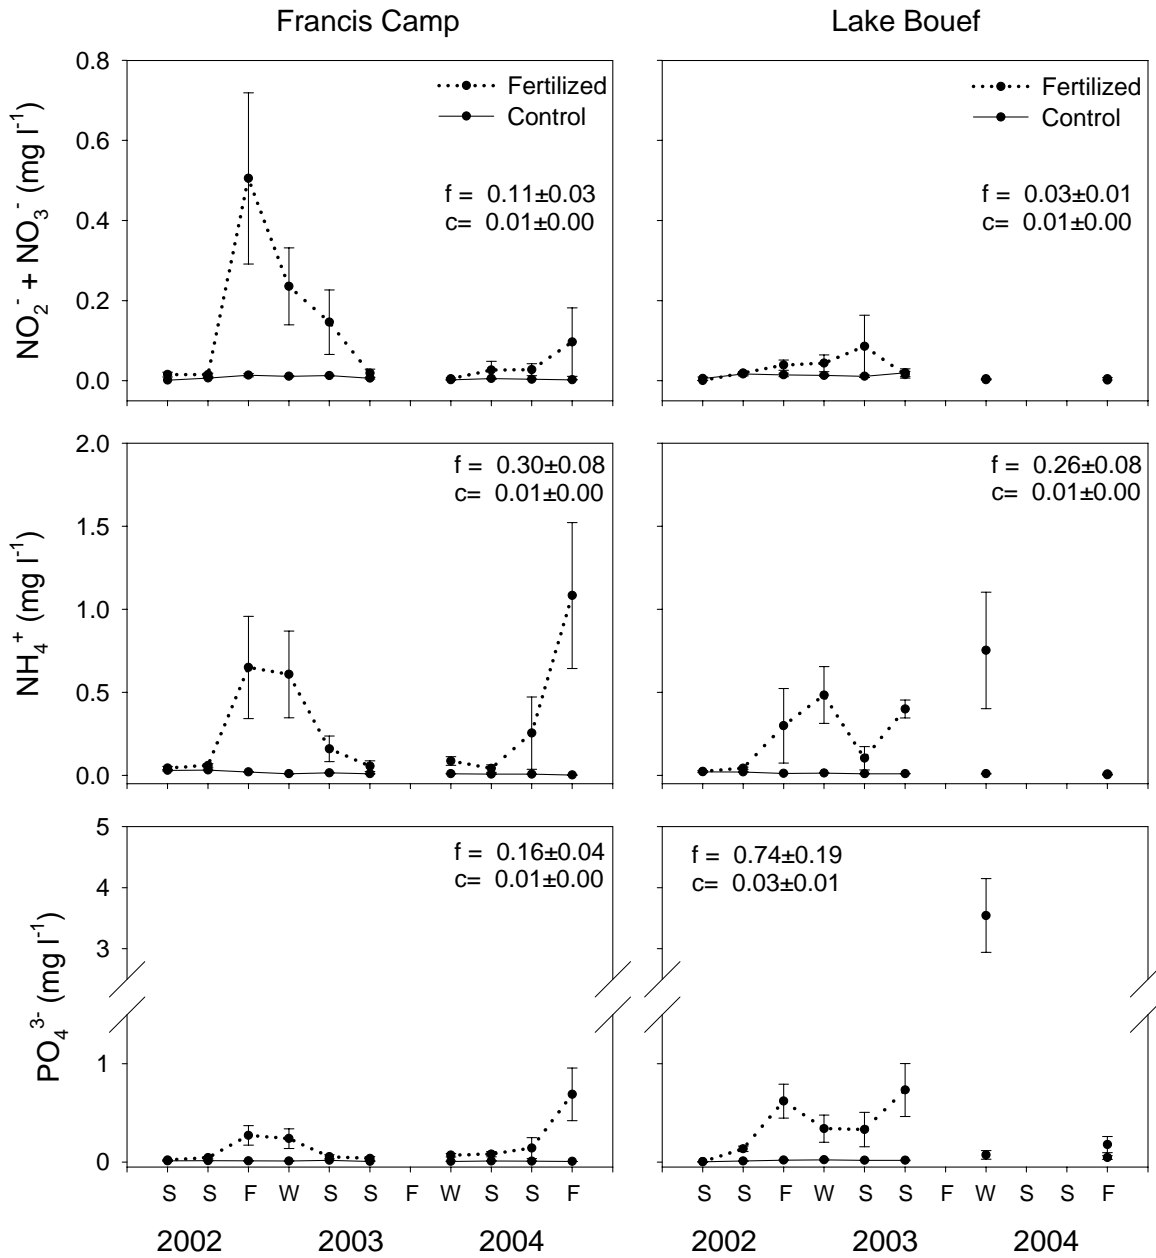 Francis Camp
Lake Bouef
NO₂⁻ + NO₃⁻ (mg l⁻¹)
0.8
0.6
0.4
0.2
0.0
Fertilized
Control
f = 0.11±0.03
c= 0.01±0.00
Fertilized
Control
f = 0.03±0.01
c= 0.01±0.00
NH₄⁺ (mg l⁻¹)
2.0
1.5
1.0
0.5
0.0
f = 0.30±0.08
c= 0.01±0.00
f = 0.26±0.08
c= 0.01±0.00
PO₄³⁻ (mg l⁻¹)
5
4
3
1
0
f = 0.16±0.04
c= 0.01±0.00
f = 0.74±0.19
c= 0.03±0.01
S S F W S S F W S S F
2002 2003 2004
S S F W S S F W S S F
2002 2003 2004